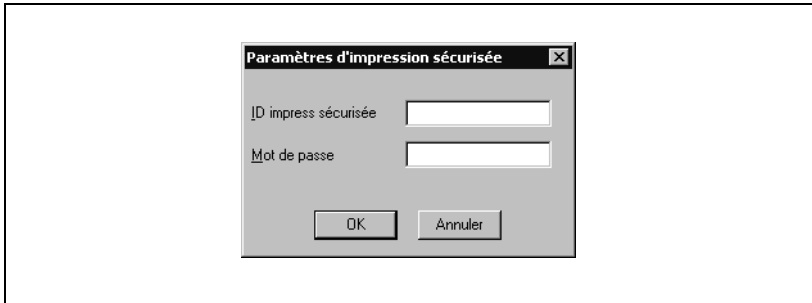 Paramètres d'impression sécurisée
ID impress sécurisée
Mot de passe
OK Annuler